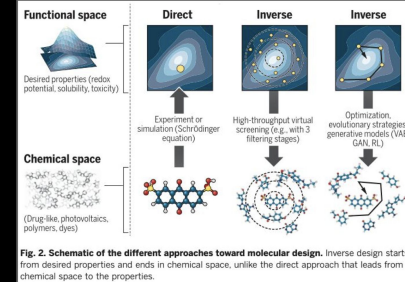 Functional space
Direct
Inverse
Inverse
Desired properties (redox
potential, solubility, toxicity)
Experiment or
simulation (Schrödinger
equation)
High-throughput virtual
screening (e.g., with 3
filtering stages)
Optimization,
evolutionary strategies,
generative models (VAE,
GAN, RL)
Chemical space
(Drug-like, photovoltaics,
polymers, dyes)
Fig. 2. Schematic of the different approaches toward molecular design. Inverse design start
from desired properties and ends in chemical space, unlike the direct approach that leads from
chemical space to the properties.